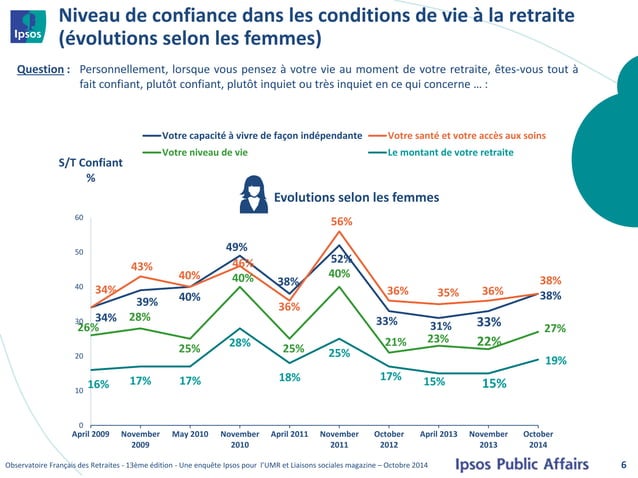 Ipsos
Niveau de confiance dans les conditions de vie à la retraite
(évolutions selon les femmes)
Question : Personnellement, lorsque vous pensez à votre vie au moment de votre retraite, êtes-vous tout à
fait confiant, plutôt confiant, plutôt inquiet ou très inquiet en ce qui concerne ... :
Votre capacité à vivre de façon indépendante Votre santé et votre accès aux soins
Votre niveau de vie Le montant de votre retraite
S/T Confiant
%
Evolutions selon les femmes
60
50
40
30
20
10
0
34% 39% 40% 49% 38% 52% 33% 31% 33% 38%
34% 43% 40% 46% 36% 56% 36% 35% 36% 38%
26% 28% 25% 40% 25% 40% 21% 23% 22% 27%
16% 17% 17% 28% 18% 25% 17% 15% 15% 19%
April 2009 November May 2010 November April 2011 November October April 2013 November October
2009 2010 2011 2012 2013 2014
Observatoire Français des Retraites - 13ème édition - Une enquête Ipsos pour l'UMR et Liaisons sociales magazine – Octobre 2014 Ipsos Public Affairs 6